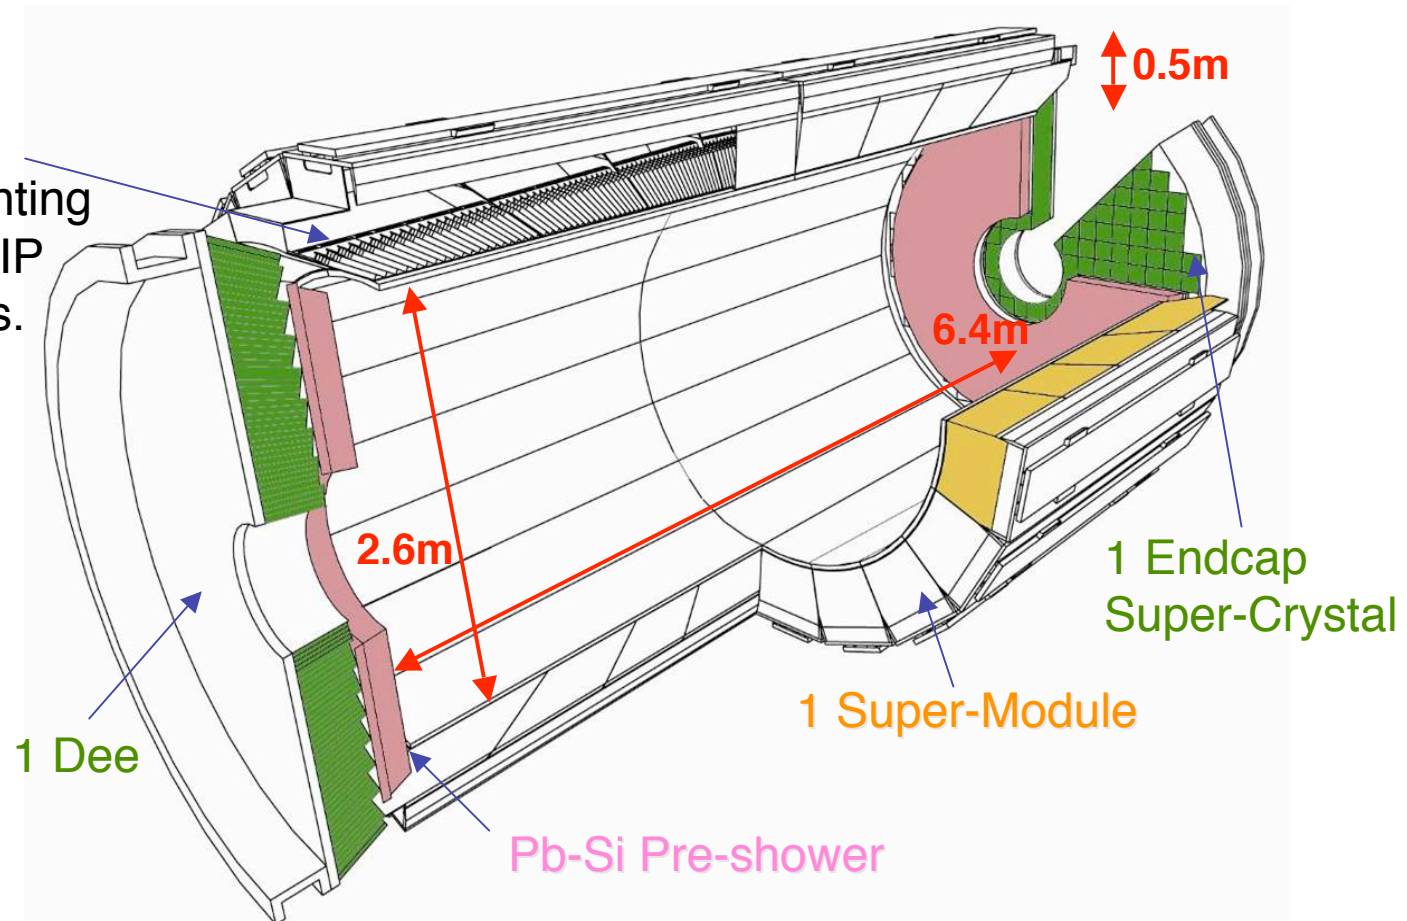 0.5m
nting
IP
s.
6.4m
2.6m
1 Endcap
Super-Crystal
1 Super-Module
1 Dee
Pb-Si Pre-shower